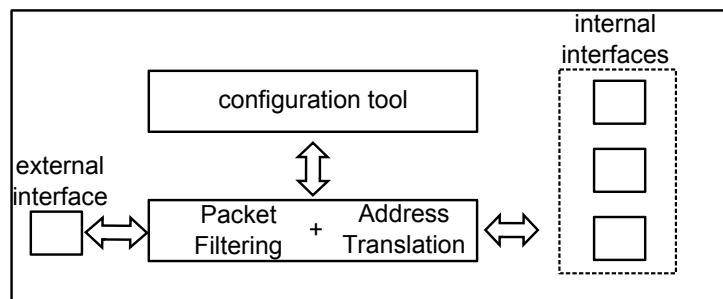 internal
interfaces
configuration tool
external
interface
Packet
Filtering
+
Address
Translation